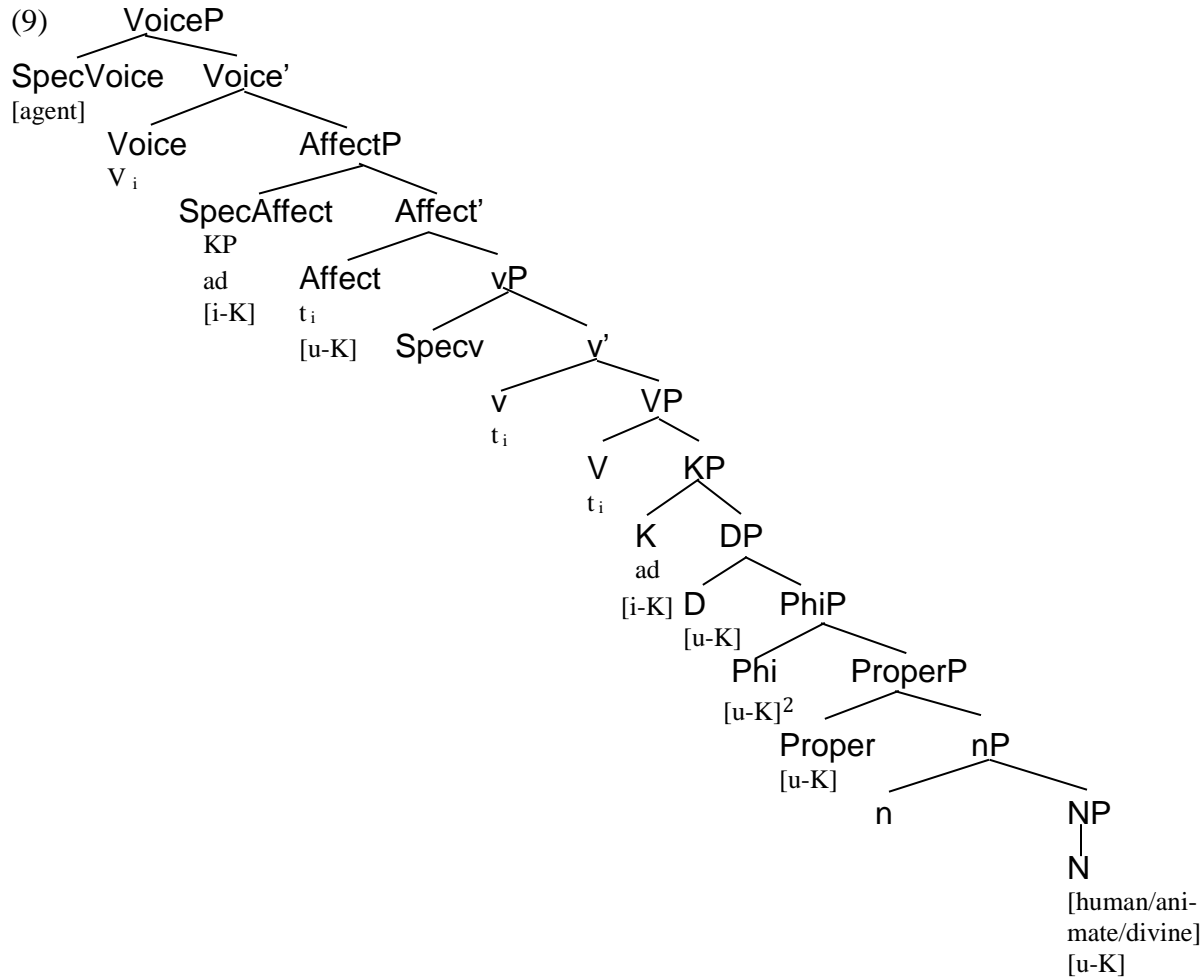 (9) VoiceP
SpecVoice Voice’
[agent]
Voice AffectP
V i
SpecAffect Affect’
KP
ad Affect vP
[i-K] t i
[u-K] Specv v’
v VP
t i
V KP
t i
K DP
ad
[i-K] D PhiP
[u-K]
Phi ProperP
[u-K]²
Proper nP
[u-K]
n NP
N
[human/ani-
mate/divine]
[u-K]